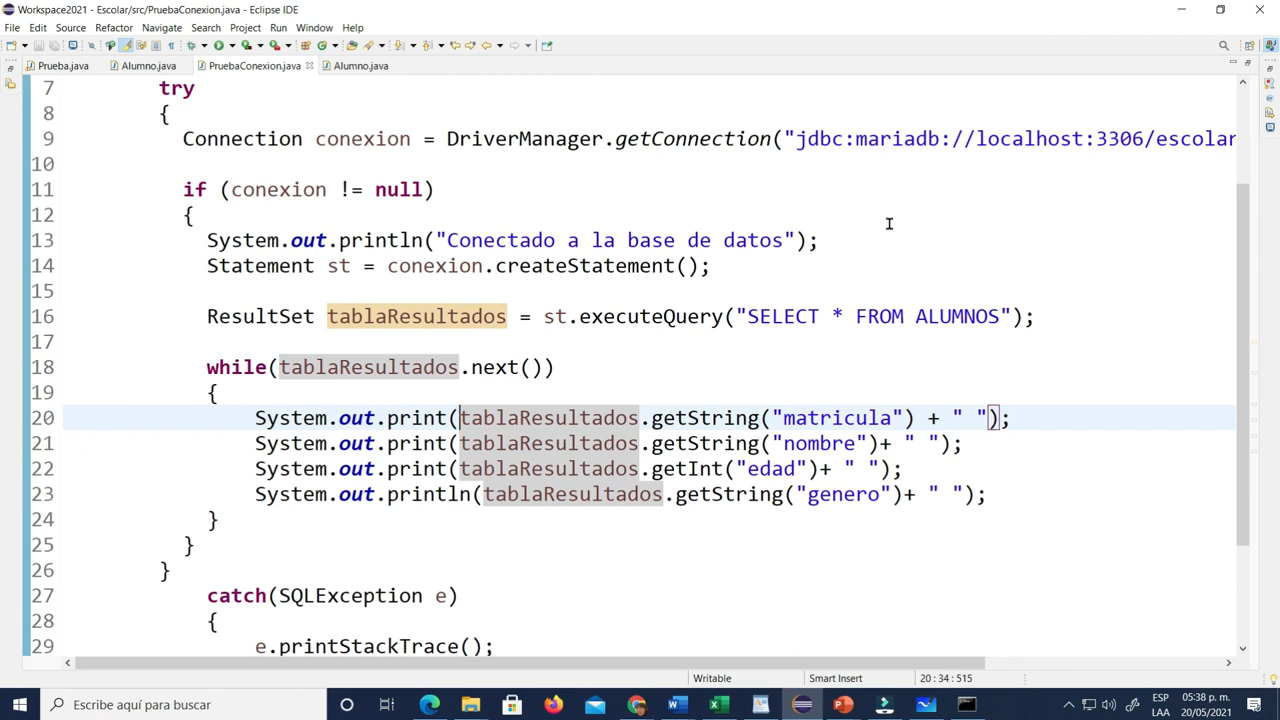 Workspace2021 - Escolar/src/PruebaConexion.java - Eclipse IDE
File Edit Source Refactor Navigate Search Project Run Window Help
Prueba.java Alumno.java PruebaConexion.java Alumno.java
7 try
8 {
9 Connection conexion = DriverManager.getConnection("jdbc:mariadb://localhost:3306/escolar
10
11 if (conexion != null)
12 {
13 System.out.println("Conectado a la base de datos");
14 Statement st = conexion.createStatement();
15
16 ResultSet tablaResultados = st.executeQuery("SELECT * FROM ALUMNOS");
17
18 while(tablaResultados.next())
19 {
20 System.out.print(tablaResultados.getString("matricula") + " ");
21 System.out.print(tablaResultados.getString("nombre")+ " ");
22 System.out.print(tablaResultados.getInt("edad")+ " ");
23 System.out.println(tablaResultados.getString("genero")+ " ");
24 }
25 }
26 }
27 catch(SQLException e)
28 {
29 e.printStackTrace();
Writable Smart Insert 20 : 34 : 515
Escribe aquí para buscar
ESP 05:38 p. m.
LAA 20/05/2021